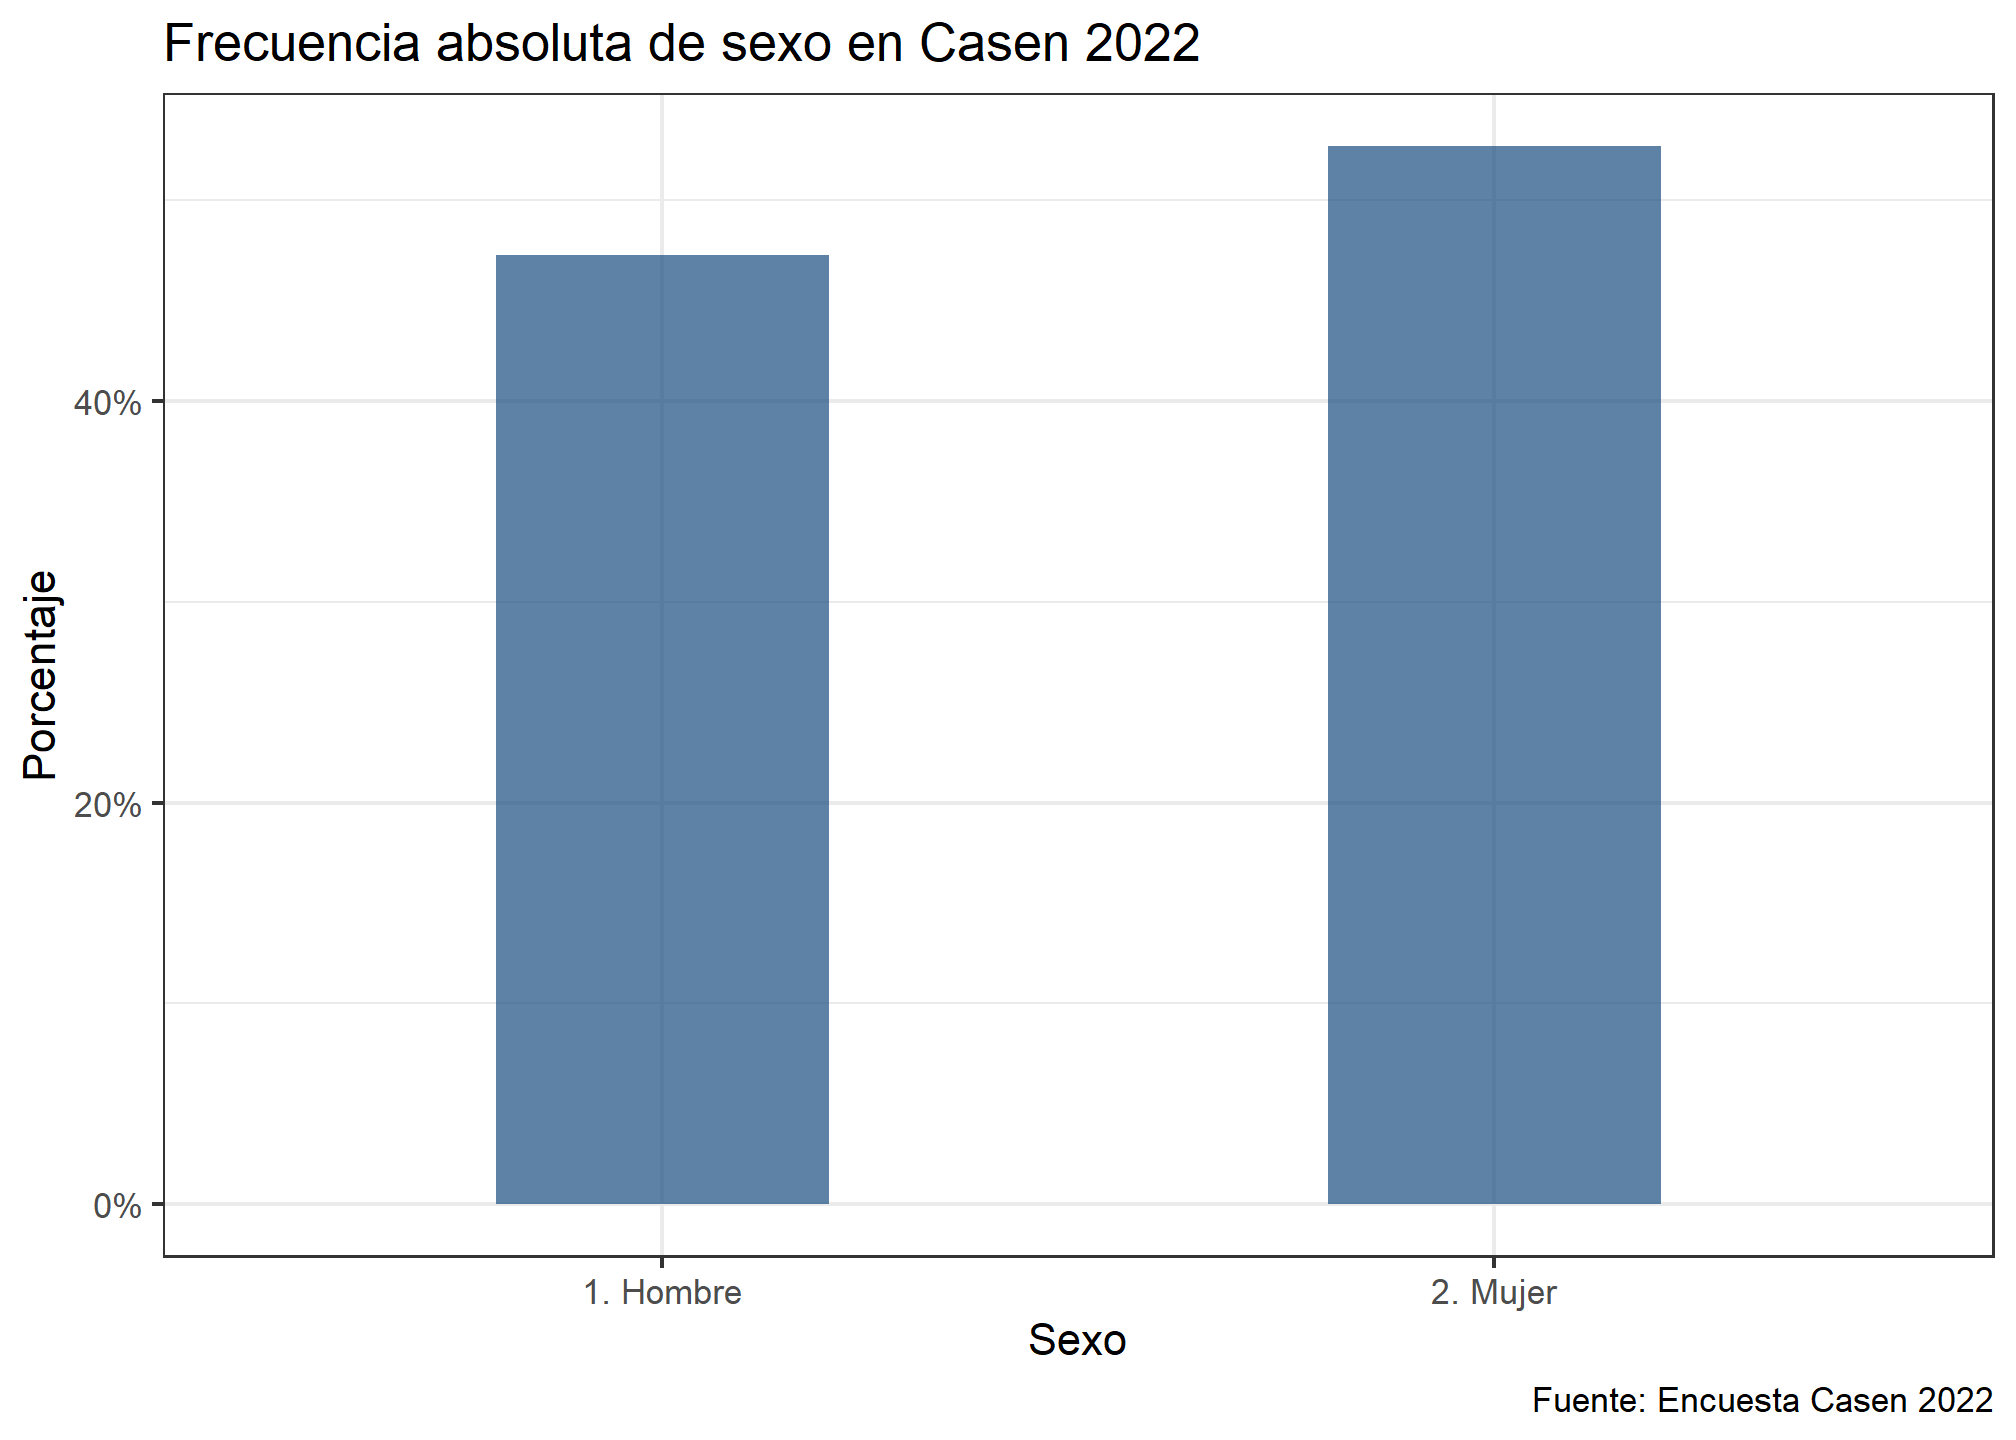 Frecuencia absoluta de sexo en Casen 2022
Porcentaje
40%
20%
0%
1. Hombre
2. Mujer
Sexo
Fuente: Encuesta Casen 2022